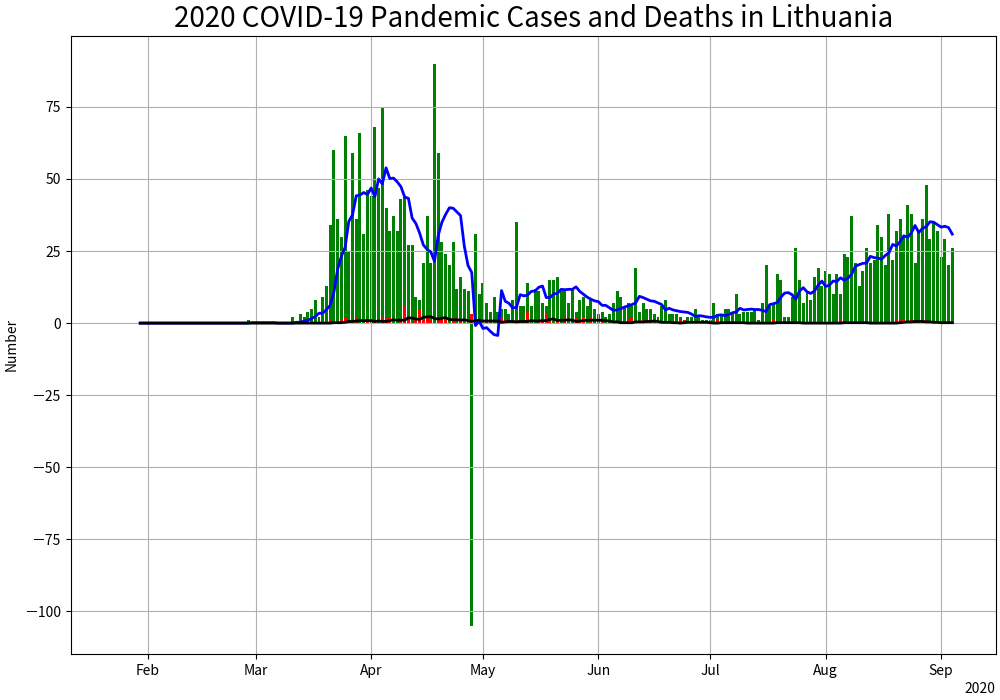 2020 COVID-19 Pandemic Cases and Deaths in Lithuania
Number
75
50
25
0
−25
−50
−75
−100
Feb
Mar
Apr
May
Jun
Jul
Aug
Sep
2020